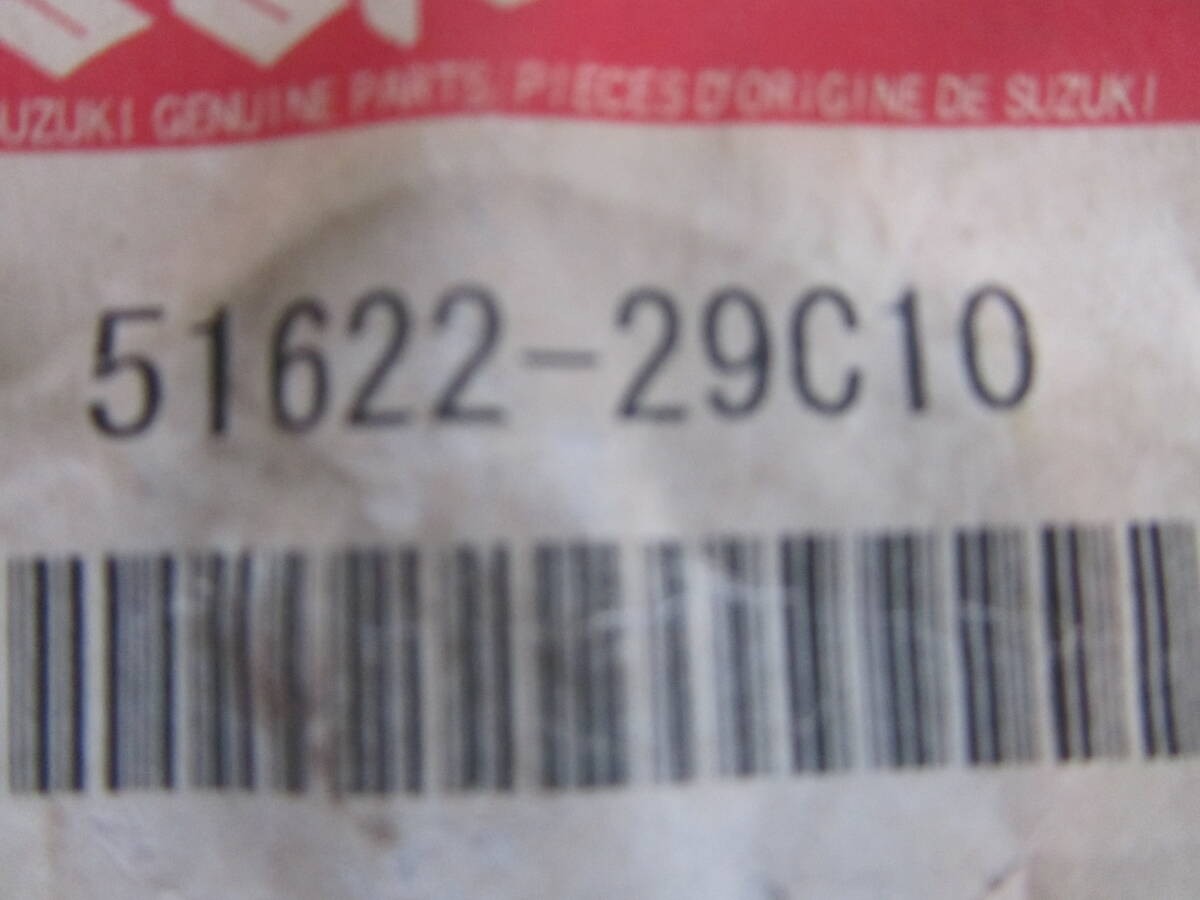 SUZUKI GENUINE PARTS. PIECES D'ORIGINE DE SUZUKI
51622-29C10